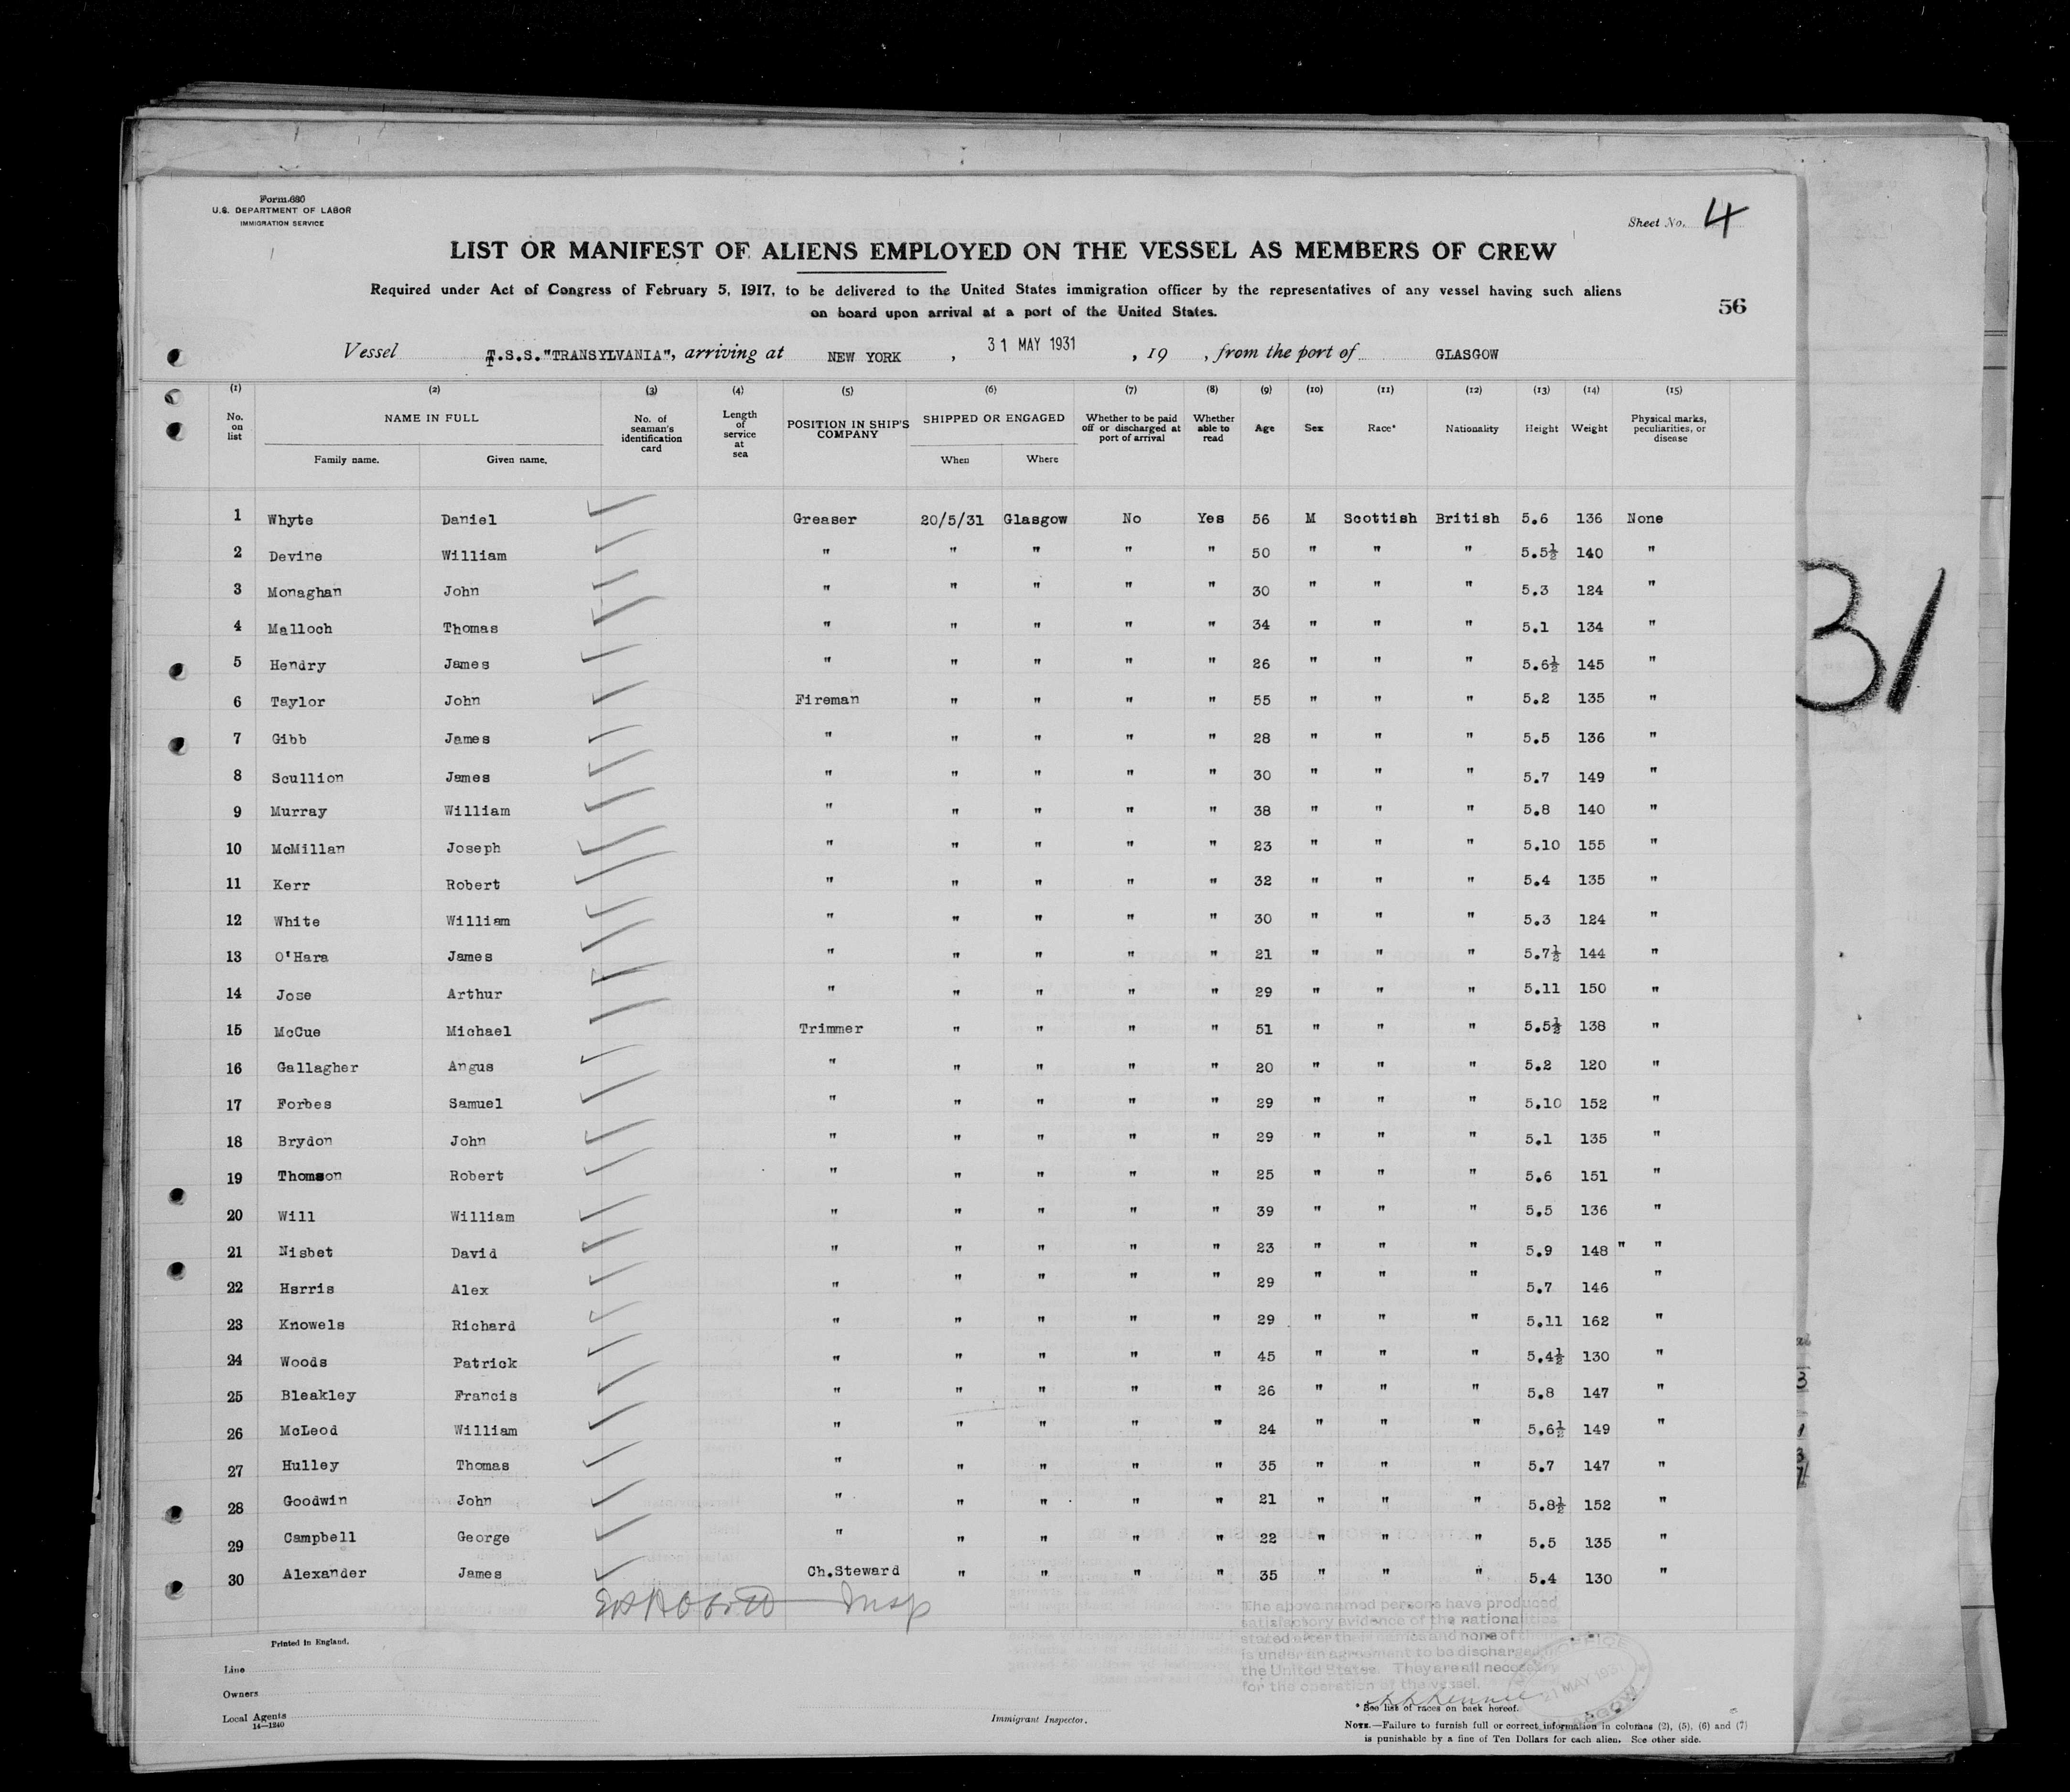 Form 680
U.S. DEPARTMENT OF LABOR
IMMIGRATION SERVICE
Sheet No. 4
LIST OR MANIFEST OF ALIENS EMPLOYED ON THE VESSEL AS MEMBERS OF CREW
Required under Act of Congress of February 5, 1917, to be delivered to the United States immigration officer by the representatives of any vessel having such aliens
on board upon arrival at a port of the United States.
56
Vessel T.S.S."TRANSYLVANIA", arriving at NEW YORK , 31 MAY 1931 , 19 , from the port of GLASGOW
(1) (2) (3) (4) (5) (6) (7) (8) (9) (10) (11) (12) (13) (14) (15)
No. on list NAME IN FULL No. of seaman's identification card Length of service at sea POSITION IN SHIP'S COMPANY SHIPPED OR ENGAGED Whether to be paid off or discharged at port of arrival Whether able to read Age Sex Race* Nationality Height Weight Physical marks, peculiarities, or disease
Family name. Given name. When Where
1 Whyte Daniel Greaser 20/5/31 Glasgow No Yes 56 M Scottish British 5.6 136 None
2 Devine William " " " " " 50 " " " 5.5½ 140 "
3 Monaghan John " " " " " 30 " " " 5.3 124 "
4 Malloch Thomas " " " " " 34 " " " 5.1 134 "
5 Hendry James " " " " " 26 " " " 5.6½ 145 "
6 Taylor John Fireman " " " " 55 " " " 5.2 135 "
7 Gibb James " " " " " 28 " " " 5.5 136 "
8 Scullion James " " " " " 30 " " " 5.7 149 "
9 Murray William " " " " " 38 " " " 5.8 140 "
10 McMillan Joseph " " " " " 23 " " " 5.10 155 "
11 Kerr Robert " " " " " 32 " " " 5.4 135 "
12 White William " " " " " 30 " " " 5.3 124 "
13 O'Hara James " " " " " 21 " " " 5.7½ 144 "
14 Jose Arthur " " " " " 29 " " " 5.11 150 "
15 McCue Michael Trimmer " " " " 51 " " " 5.5½ 138 "
16 Gallagher Angus " " " " " 20 " " " 5.2 120 "
17 Forbes Samuel " " " " " 29 " " " 5.10 152 "
18 Brydon John " " " " " 29 " " " 5.1 135 "
19 Thomson Robert " " " " " 25 " " " 5.6 151 "
20 Will William " " " " " 39 " " " 5.5 136 "
21 Nisbet David " " " " " 23 " " " 5.9 148 " "
22 Harris Alex " " " " " 29 " " " 5.7 146 "
23 Knowels Richard " " " " " 29 " " " 5.11 162 "
24 Woods Patrick " " " " " 45 " " " 5.4½ 130 "
25 Bleakley Francis " " " " " 26 " " " 5.8 147 "
26 McLeod William " " " " " 24 " " " 5.6½ 149 "
27 Hulley Thomas " " " " " 35 " " " 5.7 147 "
28 Goodwin John " " " " " 21 " " " 5.8½ 152 "
29 Campbell George " " " " " 22 " " " 5.5 135 "
30 Alexander James Ch.Steward " " " " 35 " " " 5.4 130 "
Insp
31
The above named persons have produced
satisfactory evidence of the nationalities
stated after their names and none of them
is under an agreement to be discharged in
the United States. They are all necessary
for the operation of the vessel.
21 MAY 1931
Printed in England.
Line
Owners
Local Agents
14—1240
Immigrant Inspector.
* See list of races on back hereof.
NOTE.—Failure to furnish full or correct information in columns (2), (5), (6) and (7)
is punishable by a fine of Ten Dollars for each alien. See other side.